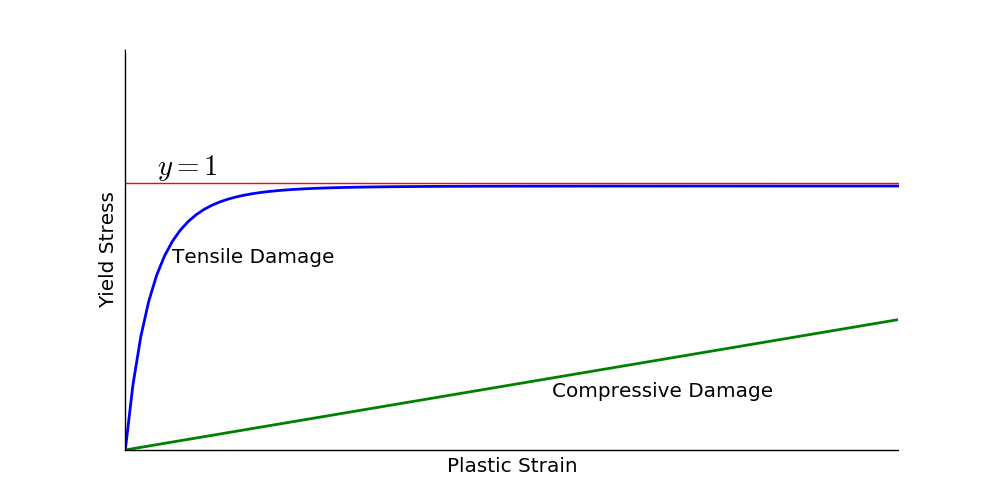 y = 1
Yield Stress
Tensile Damage
Compressive Damage
Plastic Strain